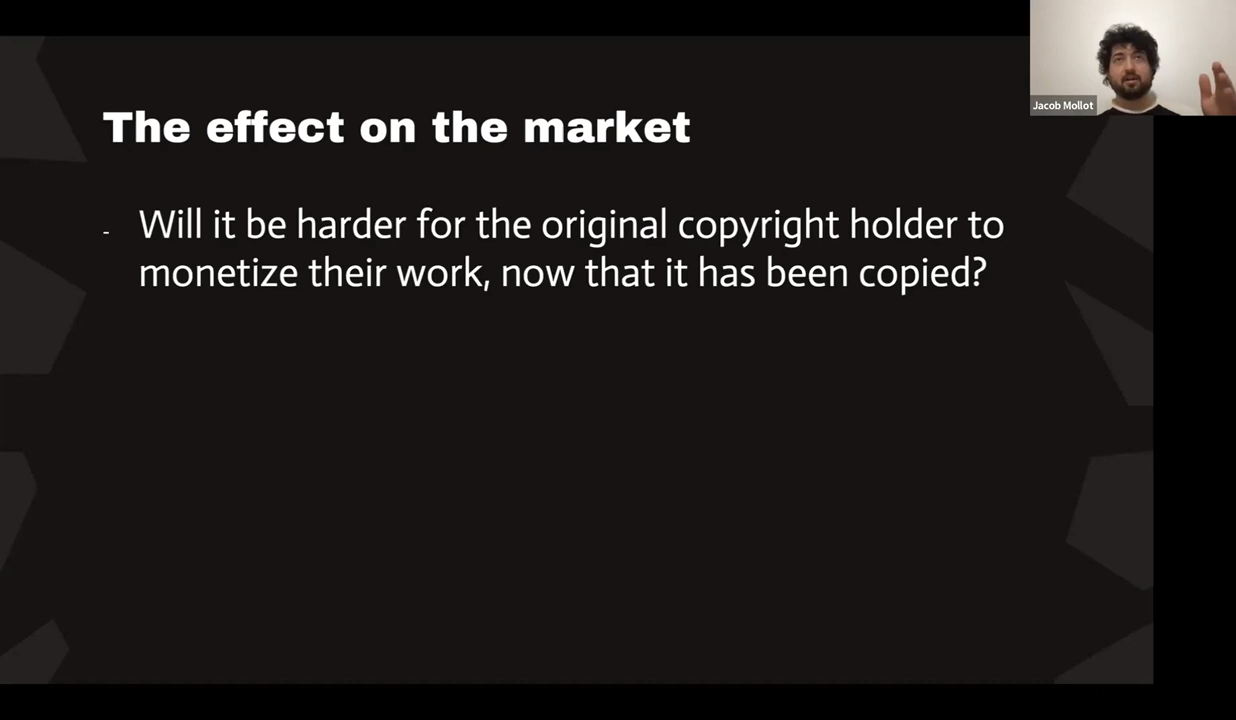 Jacob Mollot
The effect on the market
- Will it be harder for the original copyright holder to
monetize their work, now that it has been copied?